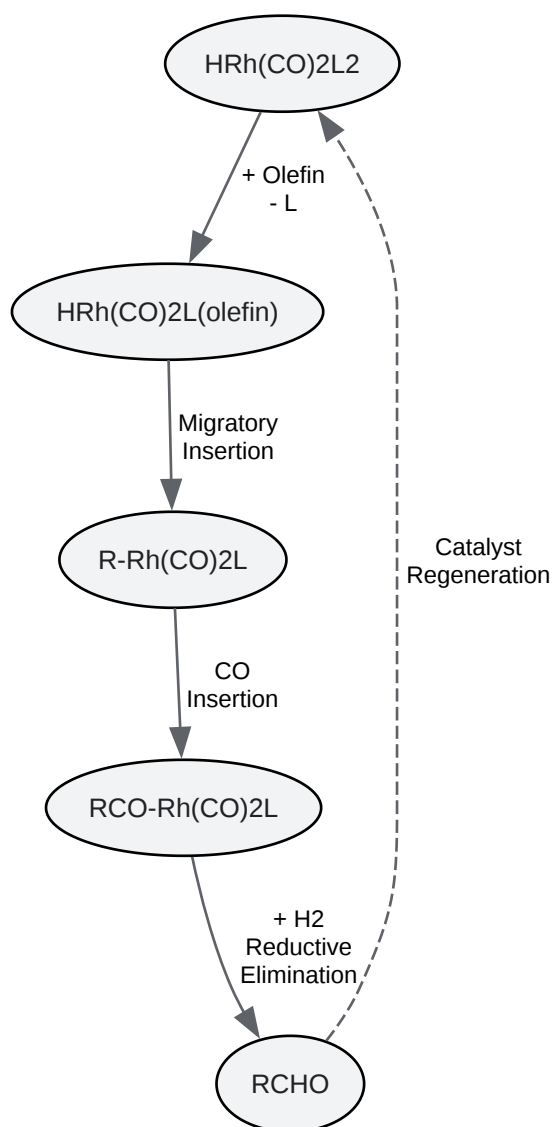 HRh(CO)2L2
+ Olefin
- L
HRh(CO)2L(olefin)
Migratory
Insertion
R-Rh(CO)2L
Catalyst
Regeneration
CO
Insertion
RCO-Rh(CO)2L
+ H2
Reductive
Elimination
RCHO